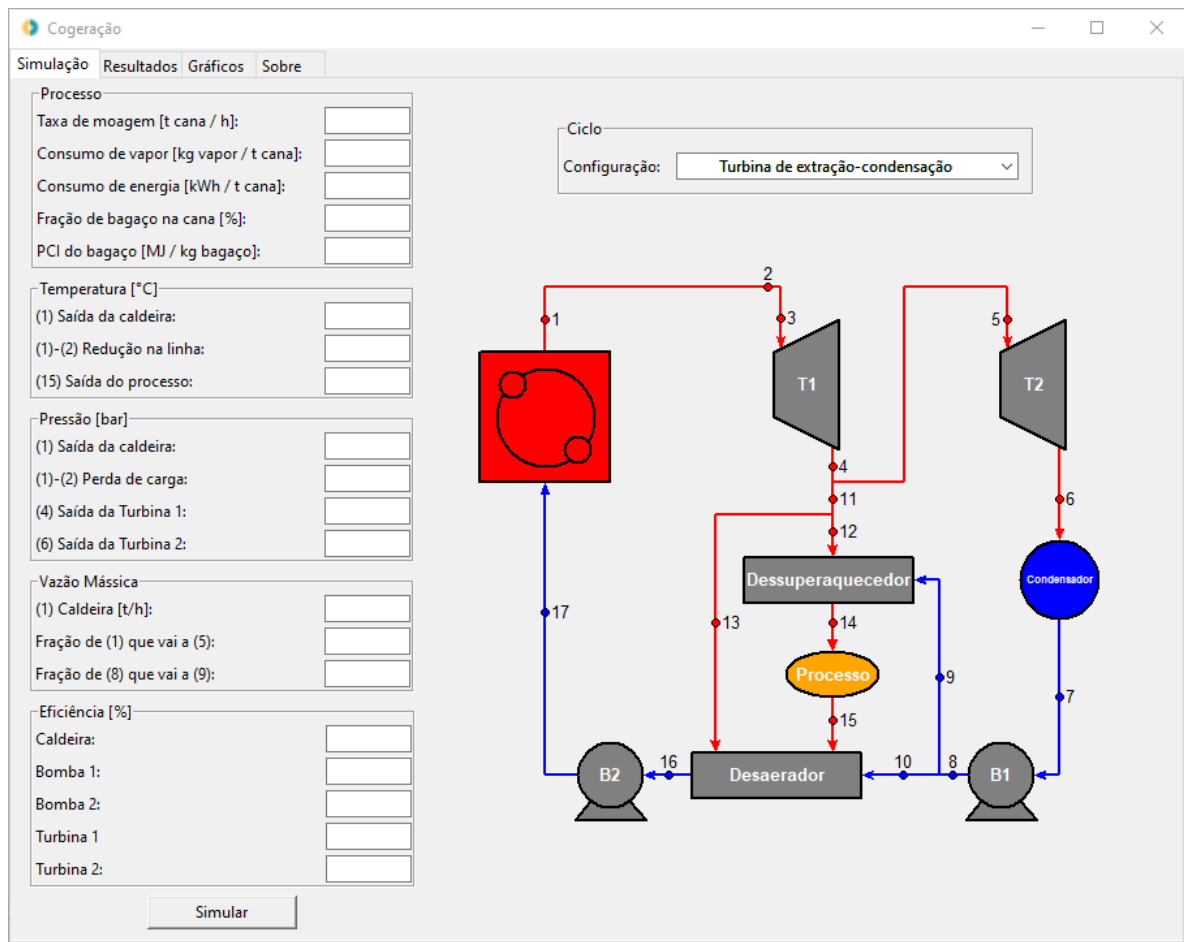 Cogeração
Simulação Resultados Gráficos Sobre
Processo
Taxa de moagem [t cana / h]:
Consumo de vapor [kg vapor / t cana]:
Consumo de energia [kWh / t cana]:
Fração de bagaço na cana [%]:
PCI do bagaço [MJ / kg bagaço]:
Temperatura [°C]
(1) Saída da caldeira:
(1)-(2) Redução na linha:
(15) Saída do processo:
Pressão [bar]
(1) Saída da caldeira:
(1)-(2) Perda de carga:
(4) Saída da Turbina 1:
(6) Saída da Turbina 2:
Vazão Mássica
(1) Caldeira [t/h]:
Fração de (1) que vai a (5):
Fração de (8) que vai a (9):
Eficiência [%]
Caldeira:
Bomba 1:
Bomba 2:
Turbina 1
Turbina 2:
Simular
Ciclo
Configuração: Turbina de extração-condensação
2
1
3
5
T1
T2
4
11
6
12
Dessuperaquecedor
Condensador
17
13
14
Processo
9
7
15
16
10
8
B2
Desaerador
B1